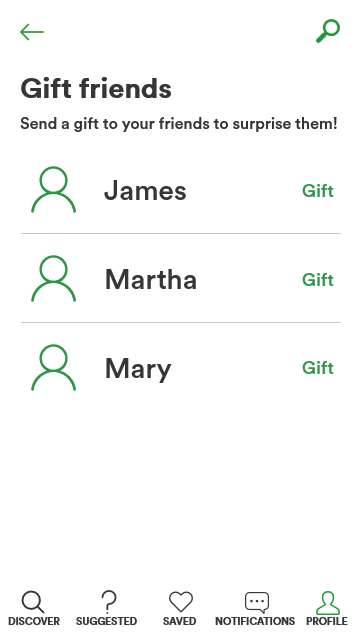 Gift friends
Send a gift to your friends to surprise them!
James Gift
Martha Gift
Mary Gift
DISCOVER SUGGESTED SAVED NOTIFICATIONS PROFILE